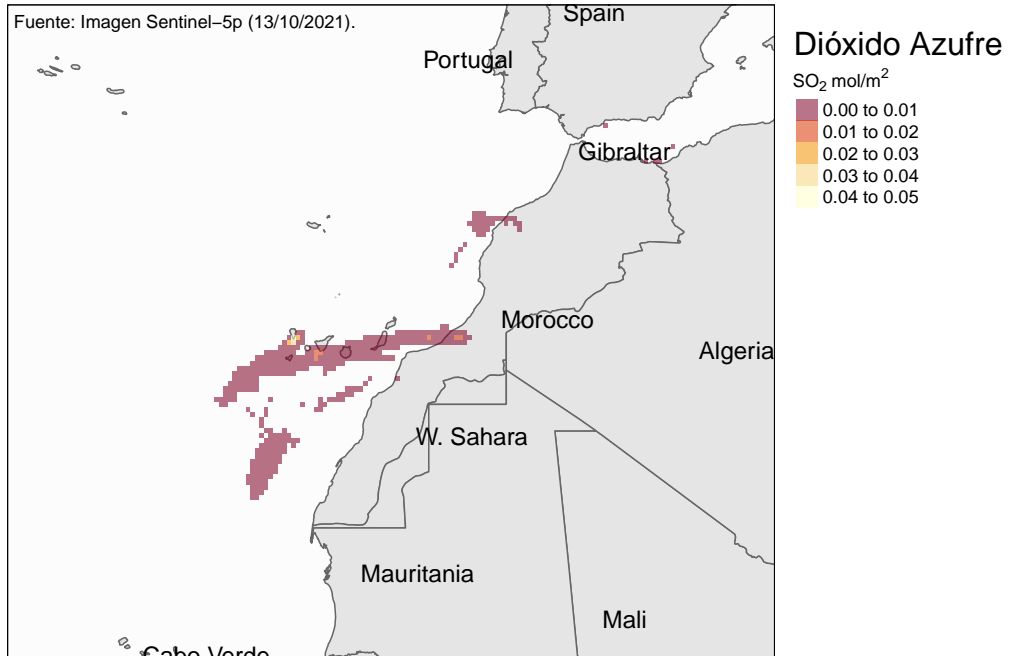 Fuente: Imagen Sentinel−5p (13/10/2021).
Spain
Portugal
Gibraltar
Morocco
Algeria
W. Sahara
Mauritania
Mali
Cabo Verde
Dióxido Azufre
SO2 mol/m2
0.00 to 0.01
0.01 to 0.02
0.02 to 0.03
0.03 to 0.04
0.04 to 0.05